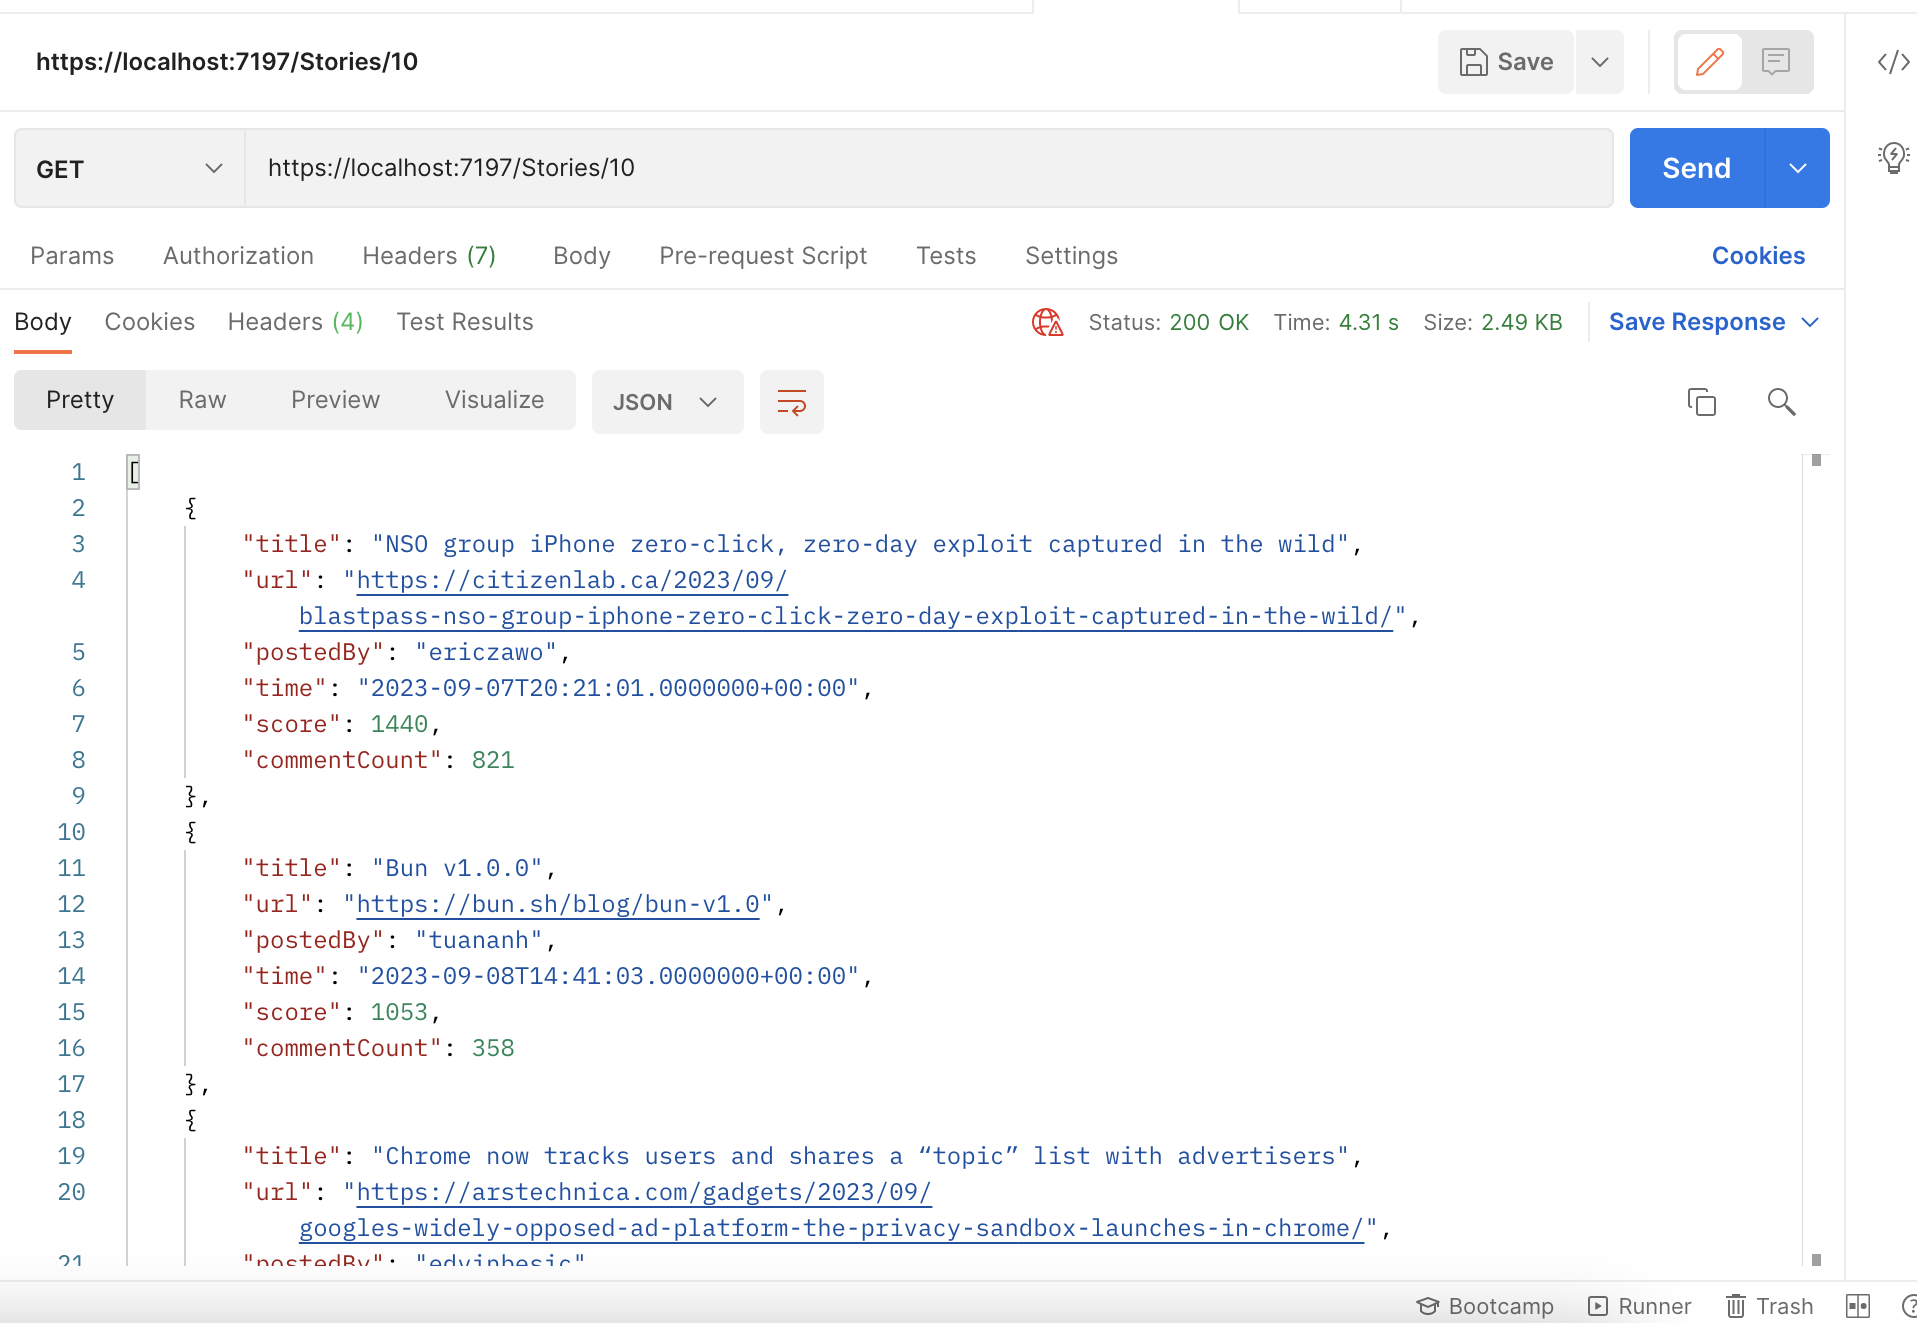 https://localhost:7197/Stories/10
Save
GET
https://localhost:7197/Stories/10
Send
Params Authorization Headers (7) Body Pre-request Script Tests Settings Cookies
Body Cookies Headers (4) Test Results Status: 200 OK Time: 4.31 s Size: 2.49 KB Save Response
Pretty Raw Preview Visualize JSON
1 [
2 {
3 "title": "NSO group iPhone zero-click, zero-day exploit captured in the wild",
4 "url": "https://citizenlab.ca/2023/09/
blastpass-nso-group-iphone-zero-click-zero-day-exploit-captured-in-the-wild/",
5 "postedBy": "ericzawo",
6 "time": "2023-09-07T20:21:01.0000000+00:00",
7 "score": 1440,
8 "commentCount": 821
9 },
10 {
11 "title": "Bun v1.0.0",
12 "url": "https://bun.sh/blog/bun-v1.0",
13 "postedBy": "tuananh",
14 "time": "2023-09-08T14:41:03.0000000+00:00",
15 "score": 1053,
16 "commentCount": 358
17 },
18 {
19 "title": "Chrome now tracks users and shares a “topic” list with advertisers",
20 "url": "https://arstechnica.com/gadgets/2023/09/
googles-widely-opposed-ad-platform-the-privacy-sandbox-launches-in-chrome/",
21 "postedBy": "edvinbesic"
Bootcamp Runner Trash